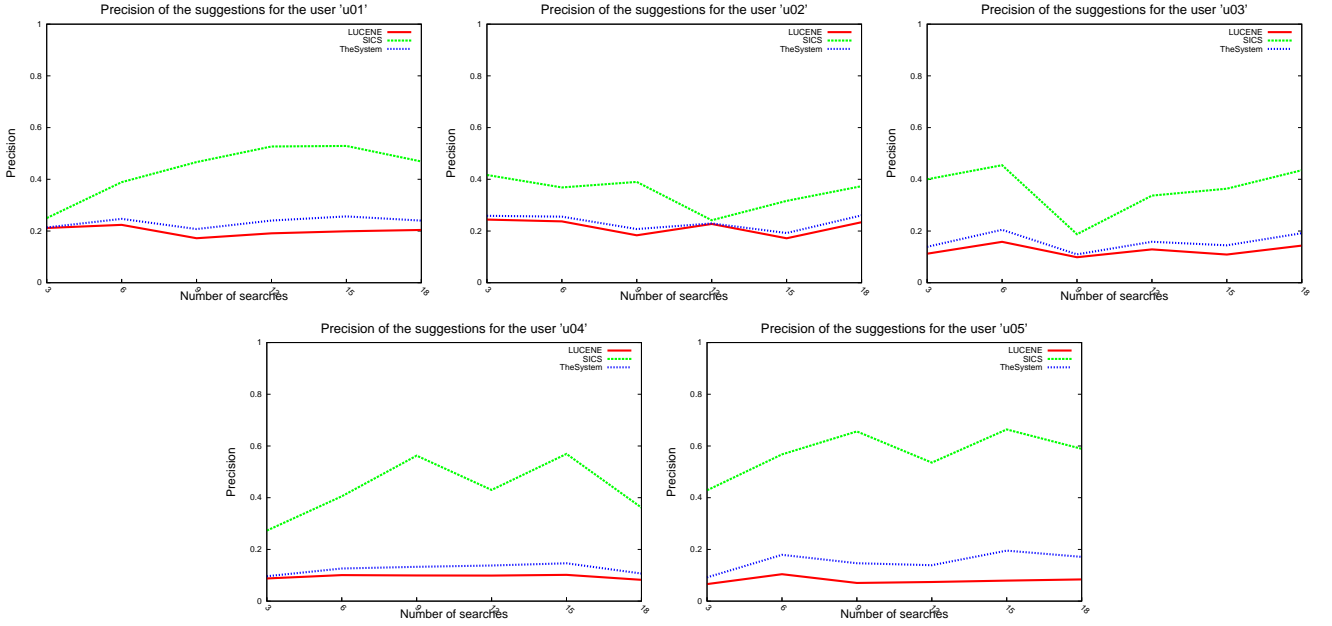 Precision of the suggestions for the user 'u01'
1
0.8
0.6
0.4
0.2
0
3
6
9
12
15
18
Precision
Number of searches
LUCENE
SICS
TheSystem
Precision of the suggestions for the user 'u02'
1
0.8
0.6
0.4
0.2
0
3
6
9
12
15
18
Precision
Number of searches
LUCENE
SICS
TheSystem
Precision of the suggestions for the user 'u03'
1
0.8
0.6
0.4
0.2
0
3
6
9
12
15
18
Precision
Number of searches
LUCENE
SICS
TheSystem
Precision of the suggestions for the user 'u04'
1
0.8
0.6
0.4
0.2
0
3
6
9
12
15
18
Precision
Number of searches
LUCENE
SICS
TheSystem
Precision of the suggestions for the user 'u05'
1
0.8
0.6
0.4
0.2
0
3
6
9
12
15
18
Precision
Number of searches
LUCENE
SICS
TheSystem